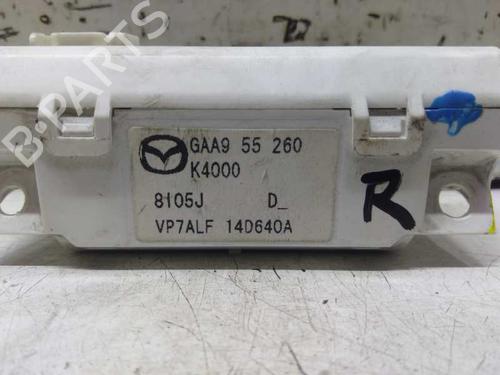 B-PARTS
GAA9 55 260
K4000
8105J D_
VP7ALF 14D640A
R